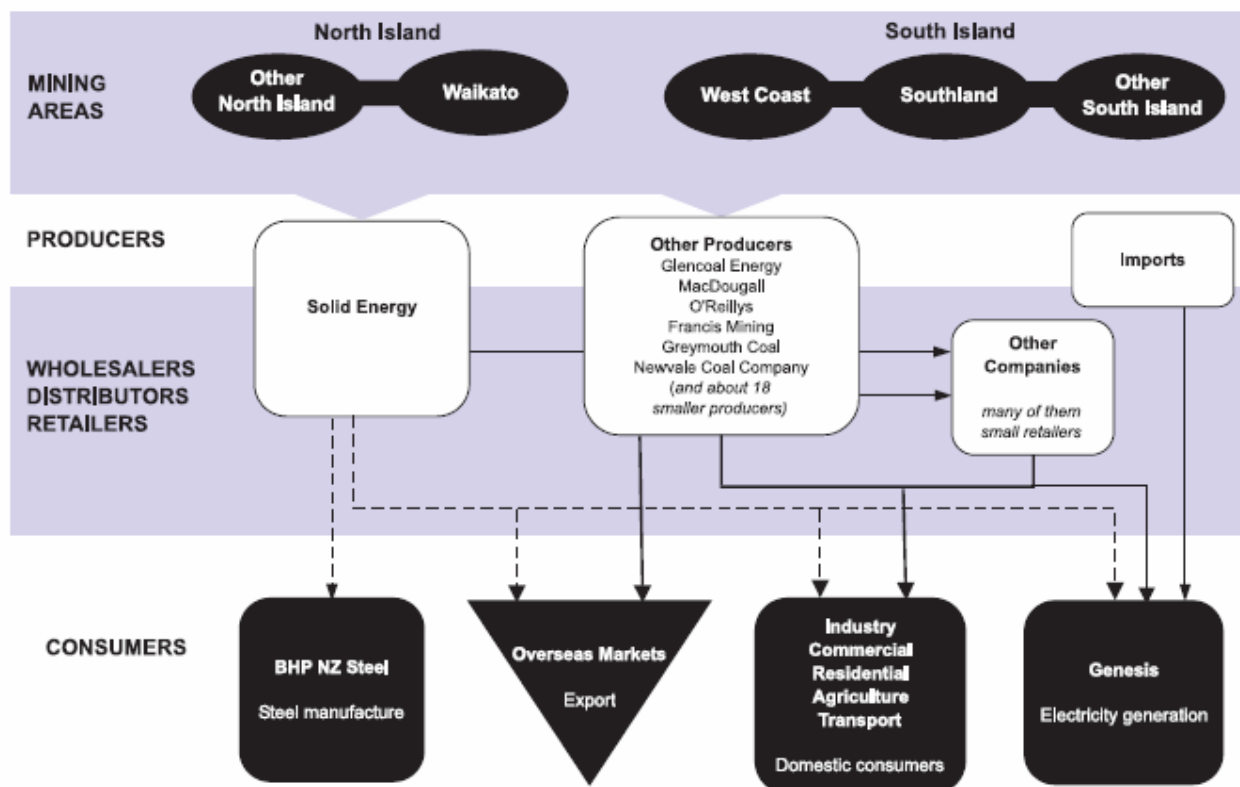 North Island
South Island
MINING
AREAS
Other
North Island
Waikato
West Coast
Southland
Other
South Island
PRODUCERS
Solid Energy
Other Producers
Glencoal Energy
MacDougall
O'Reillys
Francis Mining
Greymouth Coal
Newvale Coal Company
(and about 18
smaller producers)
Imports
WHOLESALERS
DISTRIBUTORS
RETAILERS
Other
Companies
many of them
small retailers
CONSUMERS
BHP NZ Steel
Steel manufacture
Overseas Markets
Export
Industry
Commercial
Residential
Agriculture
Transport
Domestic consumers
Genesis
Electricity generation